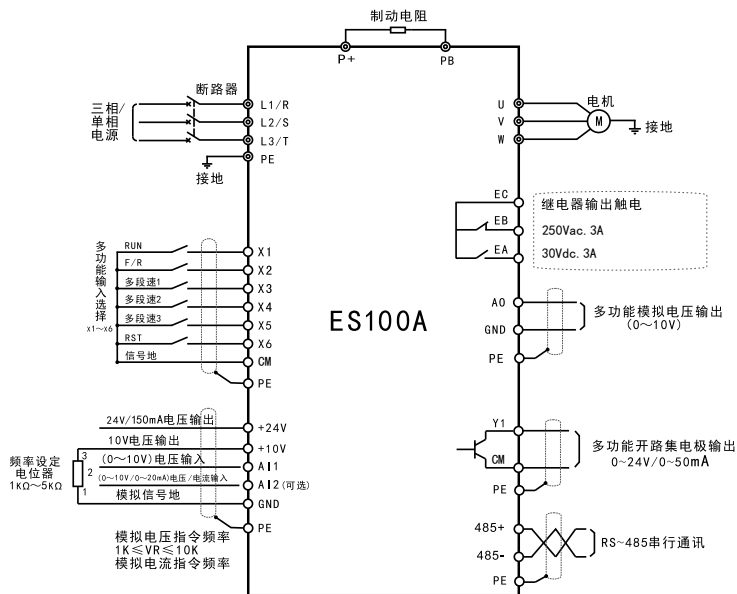 制动电阻
P+
PB
断路器
三相/
单相
电源
L1/R
L2/S
L3/T
PE
接地
U
V
W
电机
M
接地
EC
EB
EA
继电器输出触电
250Vac. 3A
30Vdc. 3A
多功能输入选择
x1~x6
RUN
F/R
多段速1
多段速2
多段速3
RST
信号地
X1
X2
X3
X4
X5
X6
CM
PE
ES100A
AO
GND
PE
多功能模拟电压输出
(0~10V)
24V/150mA电压输出
10V电压输出
(0~10V)电压输入
(0~10V/0~20mA)电压/电流输入
模拟信号地
+24V
+10V
AI1
AI2(可选)
GND
PE
频率设定
电位器
1KΩ~5KΩ
3
2
1
模拟电压指令频率
1K≤VR≤10K
模拟电流指令频率
Y1
CM
PE
多功能开路集电极输出
0~24V/0~50mA
485+
485-
PE
RS~485串行通讯